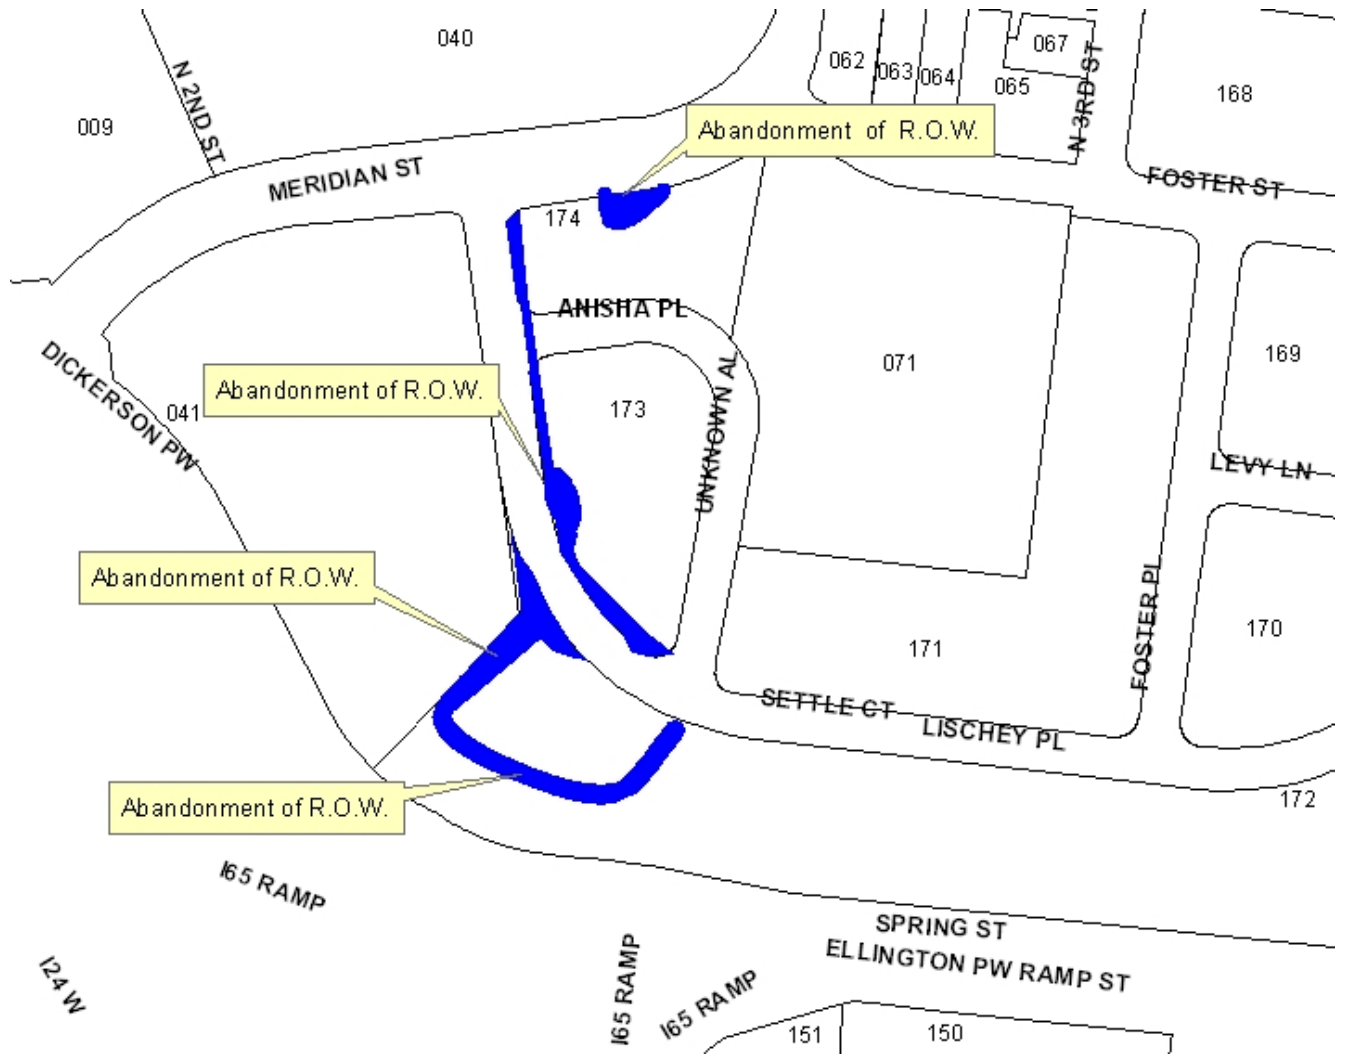 040
062
063
064
067
065
N 3RD ST
168
009
N 2ND ST
Abandonment of R.O.W.
MERIDIAN ST
FOSTER ST
174
ANISHA PL
DICKERSON PW
041
Abandonment of R.O.W.
173
UNKNOWN AL
071
169
LEVY LN
Abandonment of R.O.W.
FOSTER PL
170
171
SETTLE CT
LISCHEY PL
Abandonment of R.O.W.
172
I65 RAMP
SPRING ST
ELLINGTON PW RAMP ST
I24 W
I65 RAMP
I65 RAMP
151
150